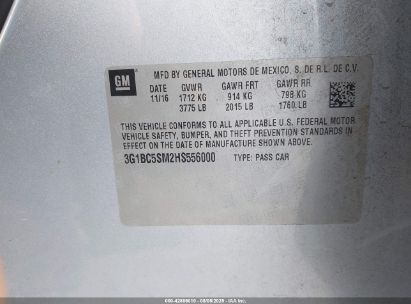 GM
MFD BY GENERAL MOTORS DE MEXICO, S. DE R.L. DE C.V.
DATE GVWR GAWR FRT GAWR RR
11/16 1712 KG 914 KG 798 KG
3775 LB 2015 LB 1760 LB
THIS VEHICLE CONFORMS TO ALL APPLICABLE U.S. FEDERAL MOTOR
VEHICLE SAFETY, BUMPER, AND THEFT PREVENTION STANDARDS IN
EFFECT ON THE DATE OF MANUFACTURE SHOWN ABOVE.
3G1BC5SM2HS556000 TYPE: PASS CAR